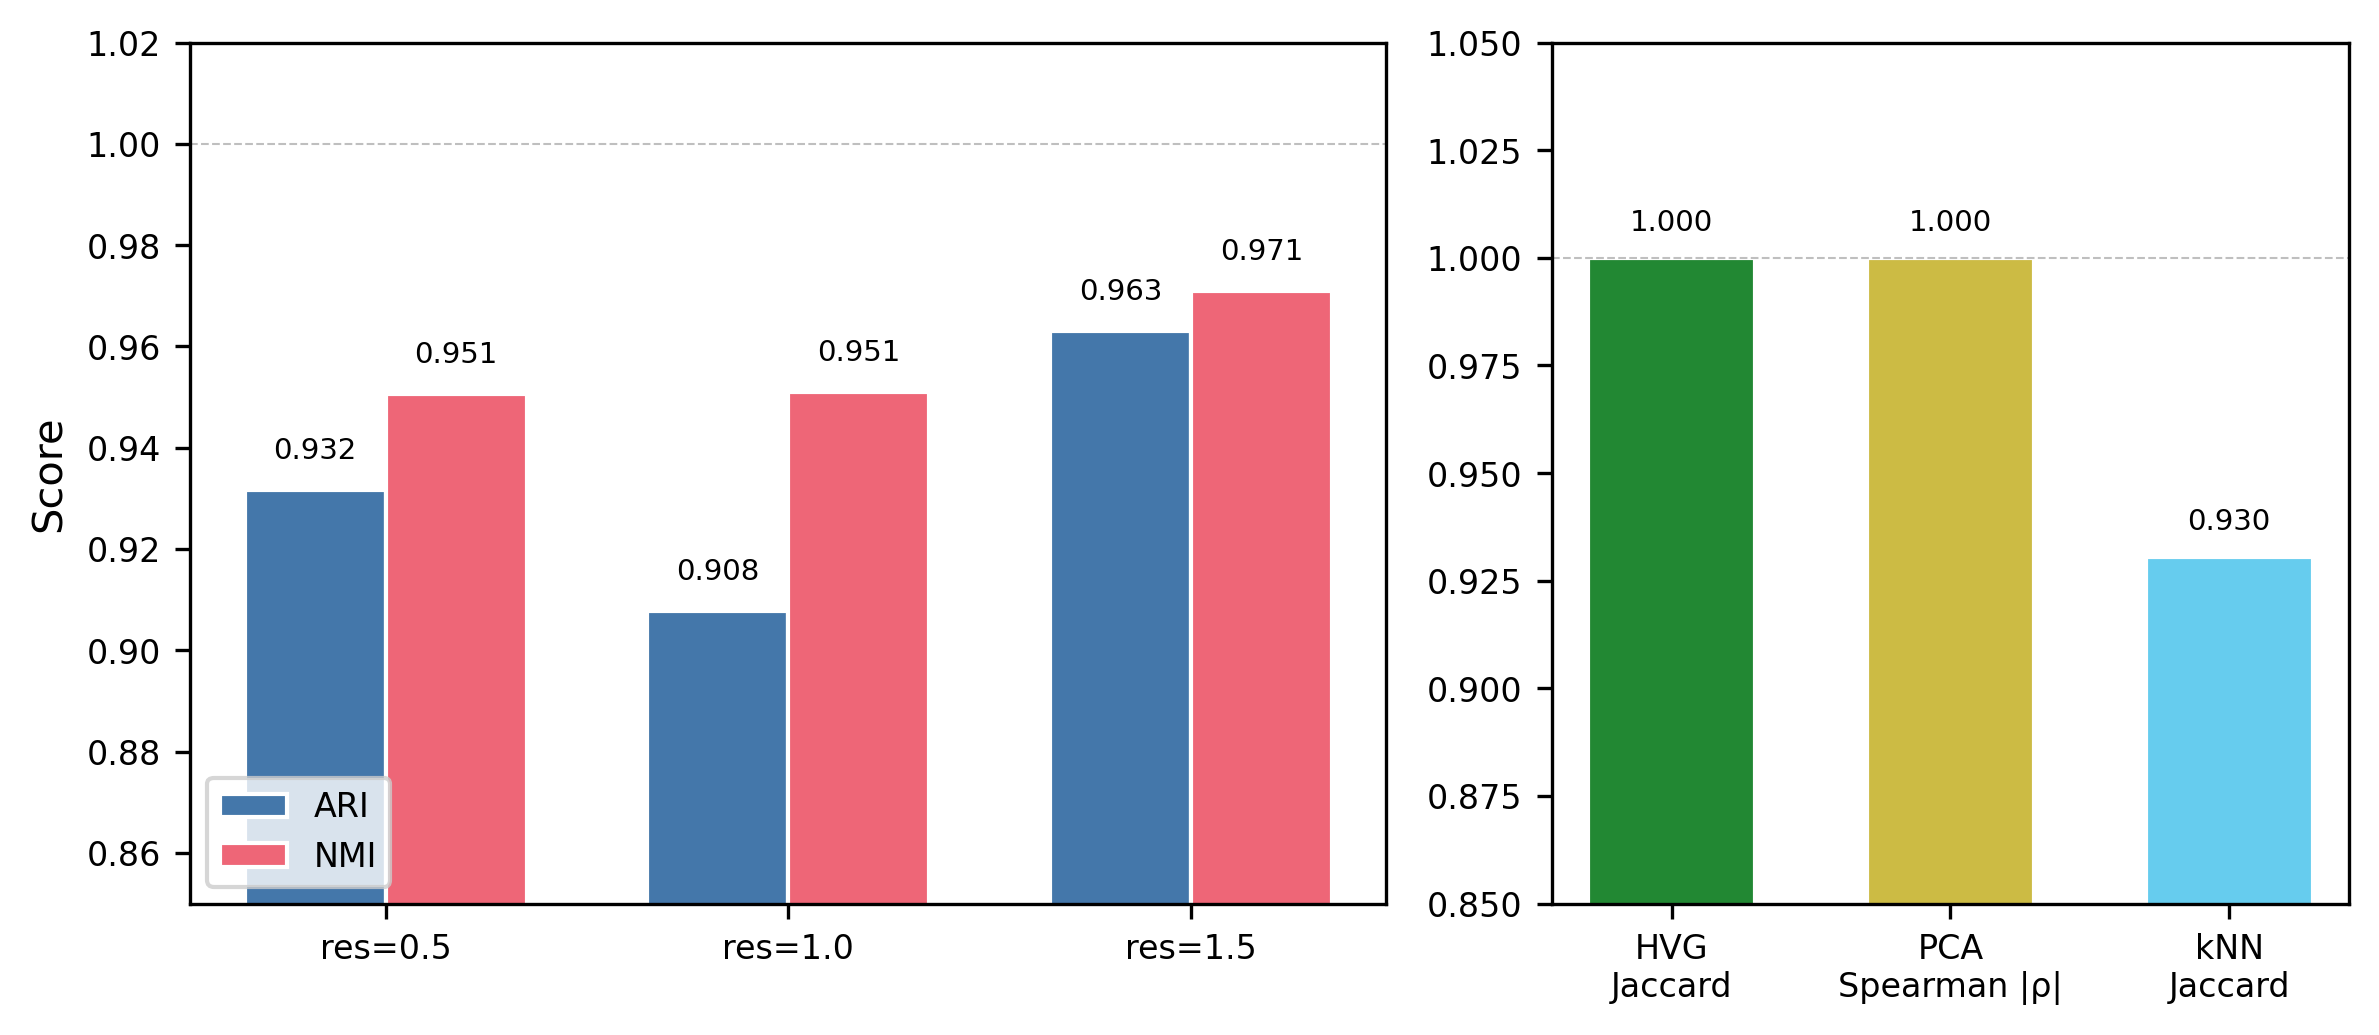 Score
1.02
1.00
0.98
0.96
0.94
0.92
0.90
0.88
0.86
0.932
0.951
0.908
0.951
0.963
0.971
ARI
NMI
res=0.5
res=1.0
res=1.5
1.050
1.025
1.000
0.975
0.950
0.925
0.900
0.875
0.850
1.000
1.000
0.930
HVG
Jaccard
PCA
Spearman |ρ|
kNN
Jaccard